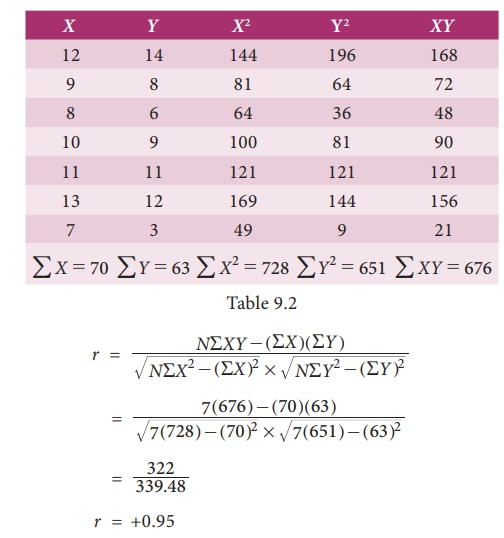 X Y X² Y² XY
12 14 144 196 168
9 8 81 64 72
8 6 64 36 48
10 9 100 81 90
11 11 121 121 121
13 12 169 144 156
7 3 49 9 21
∑X = 70 ∑Y = 63 ∑X² = 728 ∑Y² = 651 ∑XY = 676
Table 9.2
r = NΣXY – (ΣX)(ΣY) / √NΣX² – (ΣX)² × √NΣY² – (ΣY)²
= 7(676) – (70)(63) / √7(728) – (70)² × √7(651) – (63)²
= 322 / 339.48
r = +0.95